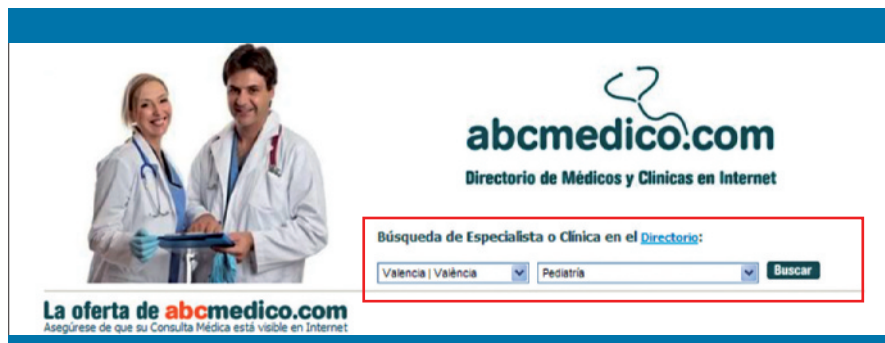 abcmedico.com
Directorio de Médicos y Clínicas en Internet
Búsqueda de Especialista o Clínica en el Directorio:
Valencia | València
Pediatría
Buscar
La oferta de abcmedico.com
Asegúrese de que su Consulta Médica está visible en Internet